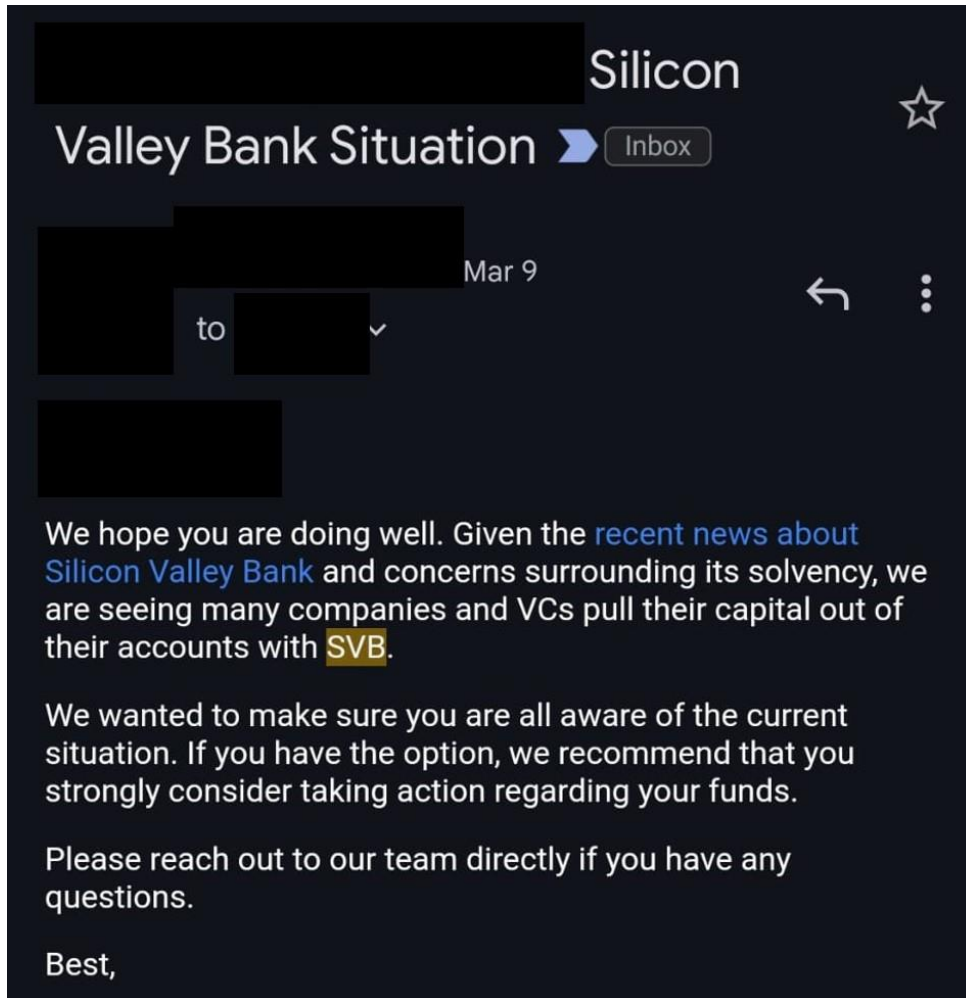 Silicon
Valley Bank Situation Inbox
Mar 9
to
We hope you are doing well. Given the recent news about
Silicon Valley Bank and concerns surrounding its solvency, we
are seeing many companies and VCs pull their capital out of
their accounts with SVB.
We wanted to make sure you are all aware of the current
situation. If you have the option, we recommend that you
strongly consider taking action regarding your funds.
Please reach out to our team directly if you have any
questions.
Best,